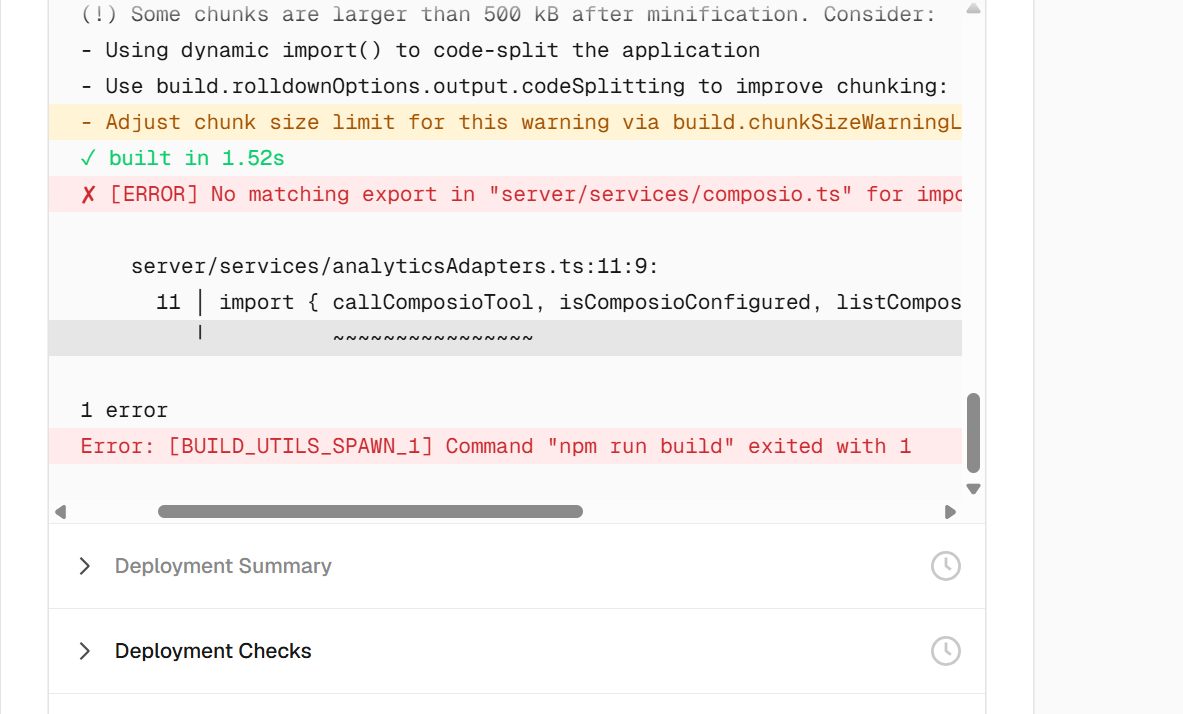 (!) Some chunks are larger than 500 kB after minification. Consider:
- Using dynamic import() to code-split the application
- Use build.rolldownOptions.output.codeSplitting to improve chunking:
- Adjust chunk size limit for this warning via build.chunkSizeWarningL
✓ built in 1.52s
✗ [ERROR] No matching export in "server/services/composio.ts" for impo
server/services/analyticsAdapters.ts:11:9:
11 │ import { callComposioTool, isComposioConfigured, listCompos
╵ ~~~~~~~~~~~~~~~~
1 error
Error: [BUILD_UTILS_SPAWN_1] Command "npm run build" exited with 1
Deployment Summary
Deployment Checks